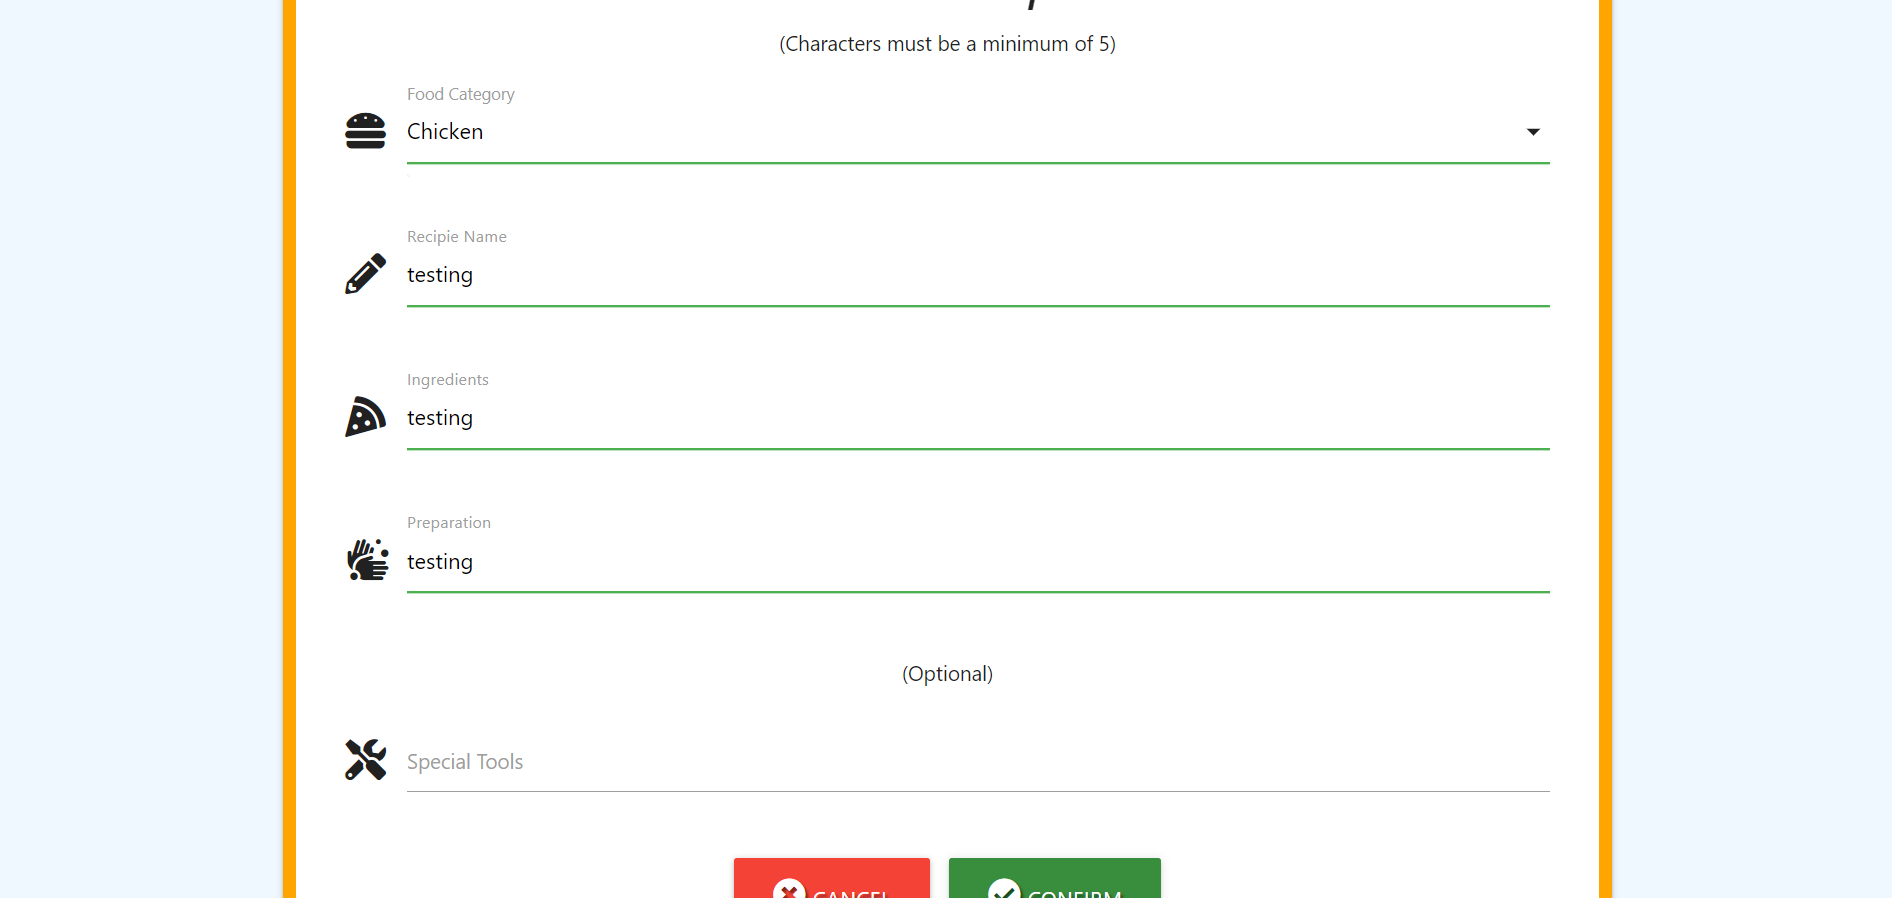 (Characters must be a minimum of 5)
Food Category
Chicken
Recipie Name
testing
Ingredients
testing
Preparation
testing
(Optional)
Special Tools
CANCEL CONFIRM